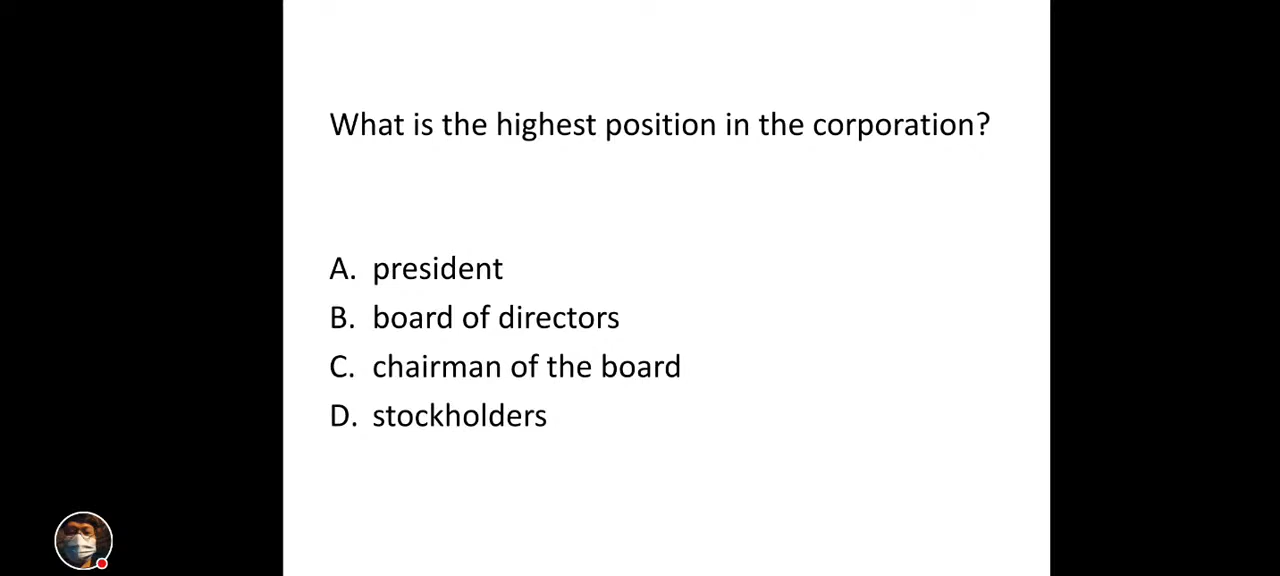 What is the highest position in the corporation?
A. president
B. board of directors
C. chairman of the board
D. stockholders